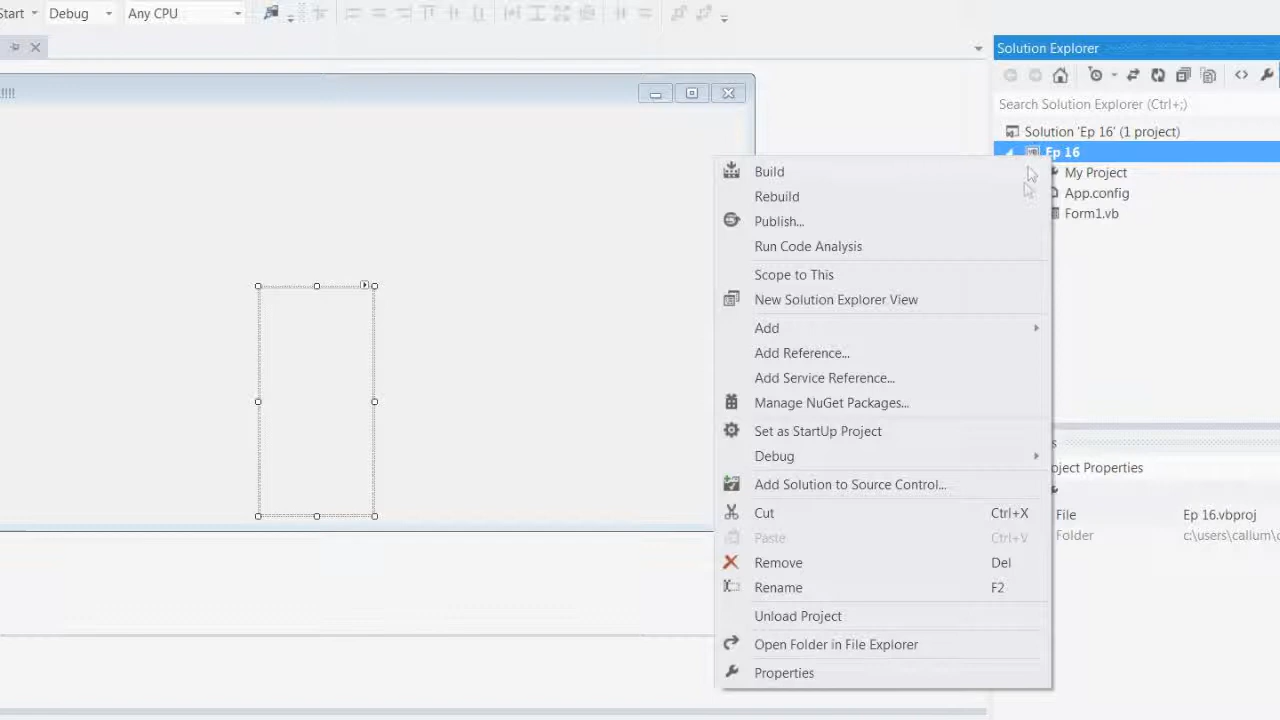 Start Debug Any CPU
!!!!
Solution Explorer
Search Solution Explorer (Ctrl+;)
Solution 'Ep 16' (1 project)
Ep 16
My Project
App.config
Form1.vb
Build
Rebuild
Publish...
Run Code Analysis
Scope to This
New Solution Explorer View
Add
Add Reference...
Add Service Reference...
Manage NuGet Packages...
Set as StartUp Project
Debug
Add Solution to Source Control...
Cut Ctrl+X
Paste Ctrl+V
Remove Del
Rename F2
Unload Project
Open Folder in File Explorer
Properties
s
oject Properties
File Ep 16.vbproj
Folder c:\users\callum\